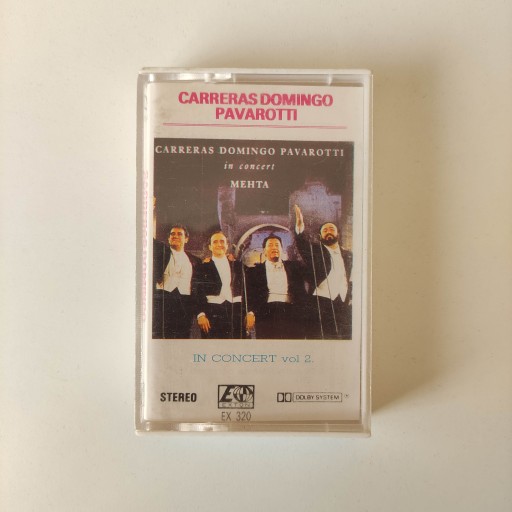 CARRERAS DOMINGO
PAVAROTTI
CARRERAS DOMINGO PAVAROTTI
in concert
MEHTA
IN CONCERT vol 2.
STEREO
DOLBY SYSTEM
EX 320